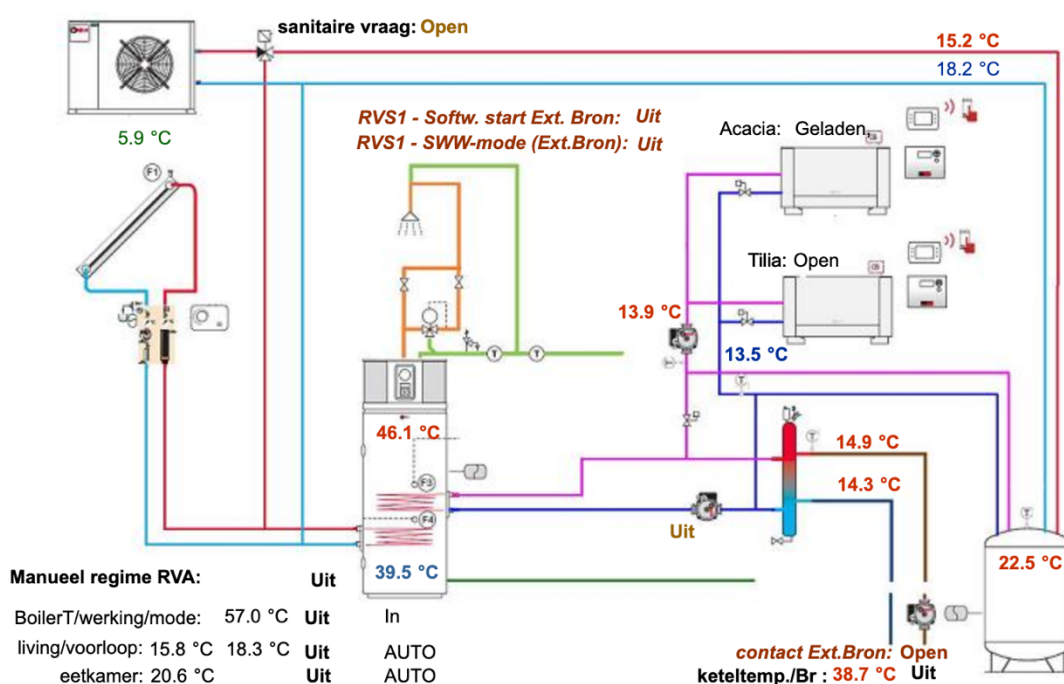 sanitaire vraag: Open
15.2 °C
18.2 °C
5.9 °C
RVS1 - Softw. start Ext. Bron: Uit
RVS1 - SWW-mode (Ext.Bron): Uit
Acacia: Geladen
F1
Tilia: Open
13.9 °C
13.5 °C
T
T
T
46.1 °C
14.9 °C
T
F3
14.3 °C
F4
Uit
T
39.5 °C
22.5 °C
Manueel regime RVA: Uit
BoilerT/werking/mode: 57.0 °C Uit In
living/voorloop: 15.8 °C 18.3 °C Uit AUTO
contact Ext.Bron: Open
eetkamer: 20.6 °C Uit AUTO
keteltemp./Br : 38.7 °C Uit